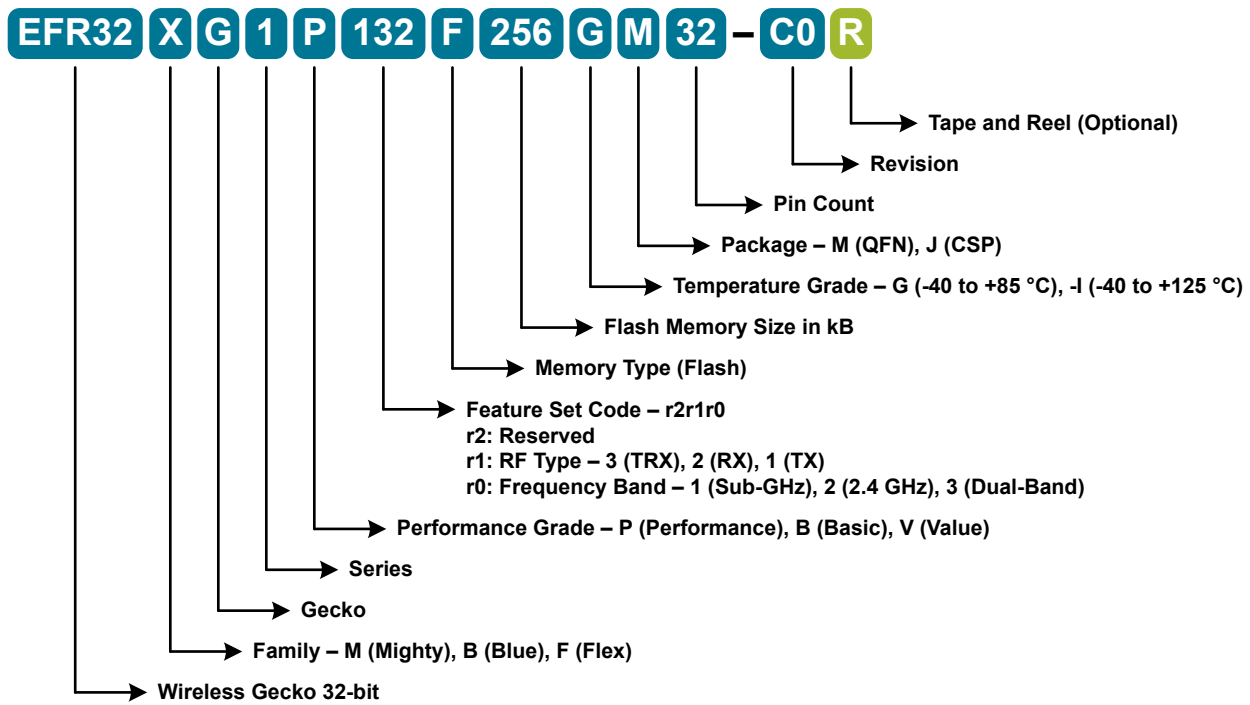 EFR32 X G 1 P 132 F 256 G M 32 – C0 R
Tape and Reel (Optional)
Revision
Pin Count
Package – M (QFN), J (CSP)
Temperature Grade – G (-40 to +85 °C), -I (-40 to +125 °C)
Flash Memory Size in kB
Memory Type (Flash)
Feature Set Code – r2r1r0
r2: Reserved
r1: RF Type – 3 (TRX), 2 (RX), 1 (TX)
r0: Frequency Band – 1 (Sub-GHz), 2 (2.4 GHz), 3 (Dual-Band)
Performance Grade – P (Performance), B (Basic), V (Value)
Series
Gecko
Family – M (Mighty), B (Blue), F (Flex)
Wireless Gecko 32-bit